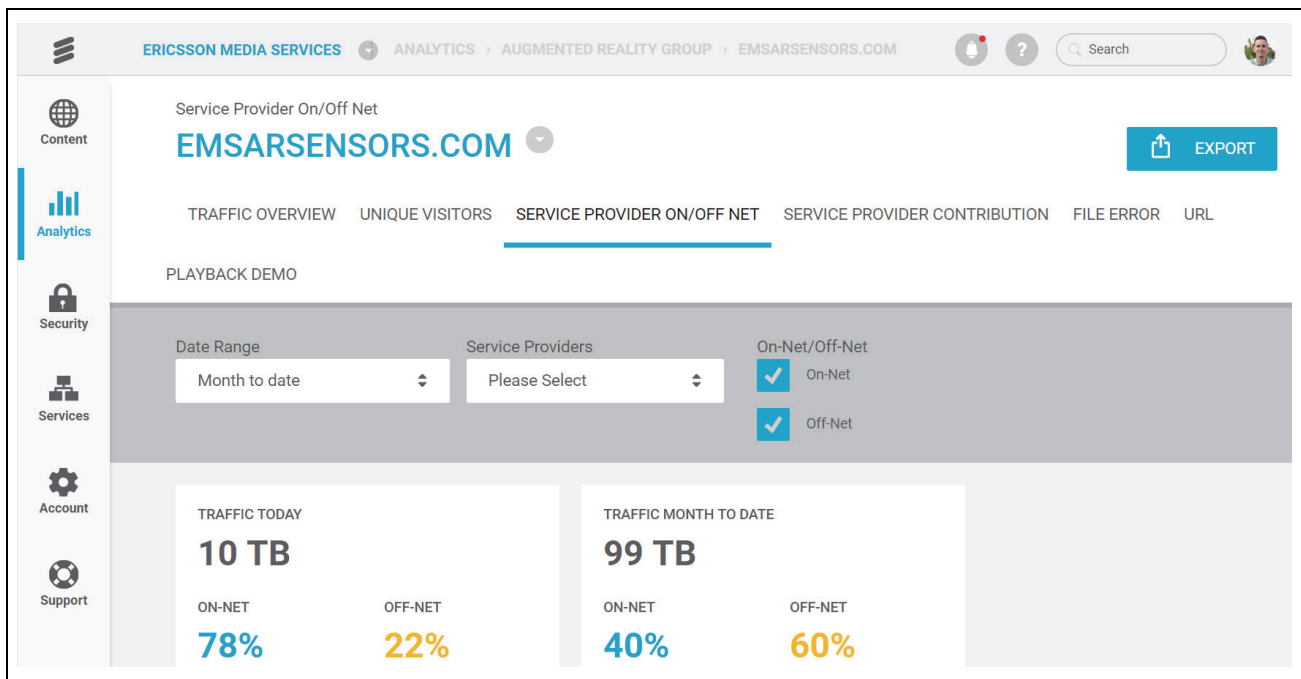 ERICSSON MEDIA SERVICES ANALYTICS › AUGMENTED REALITY GROUP › EMSARSENSORS.COM ? Search
Content
Analytics
Security
Services
Account
Support
Service Provider On/Off Net
EMSARSENSORS.COM
EXPORT
TRAFFIC OVERVIEW UNIQUE VISITORS SERVICE PROVIDER ON/OFF NET SERVICE PROVIDER CONTRIBUTION FILE ERROR URL
PLAYBACK DEMO
Date Range Service Providers On-Net/Off-Net
Month to date Please Select On-Net
Off-Net
TRAFFIC TODAY
10 TB
ON-NET OFF-NET
78% 22%
TRAFFIC MONTH TO DATE
99 TB
ON-NET OFF-NET
40% 60%